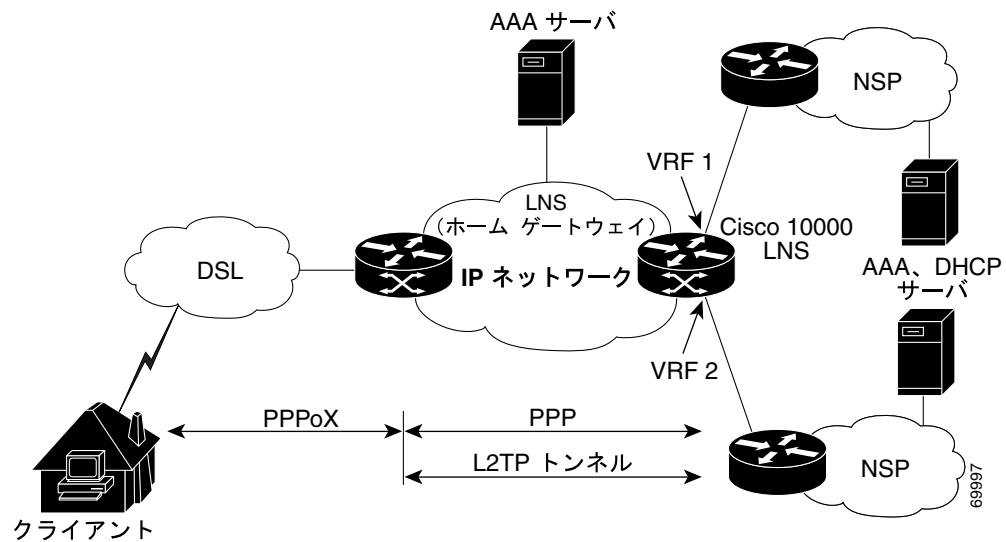 AAA サーバ
NSP
VRF 1
LNS
（ホーム ゲートウェイ）
Cisco 10000
LNS
DSL
IP ネットワーク
AAA、DHCP
サーバ
VRF 2
PPPoX
PPP
L2TP トンネル
NSP
69997
クライアント